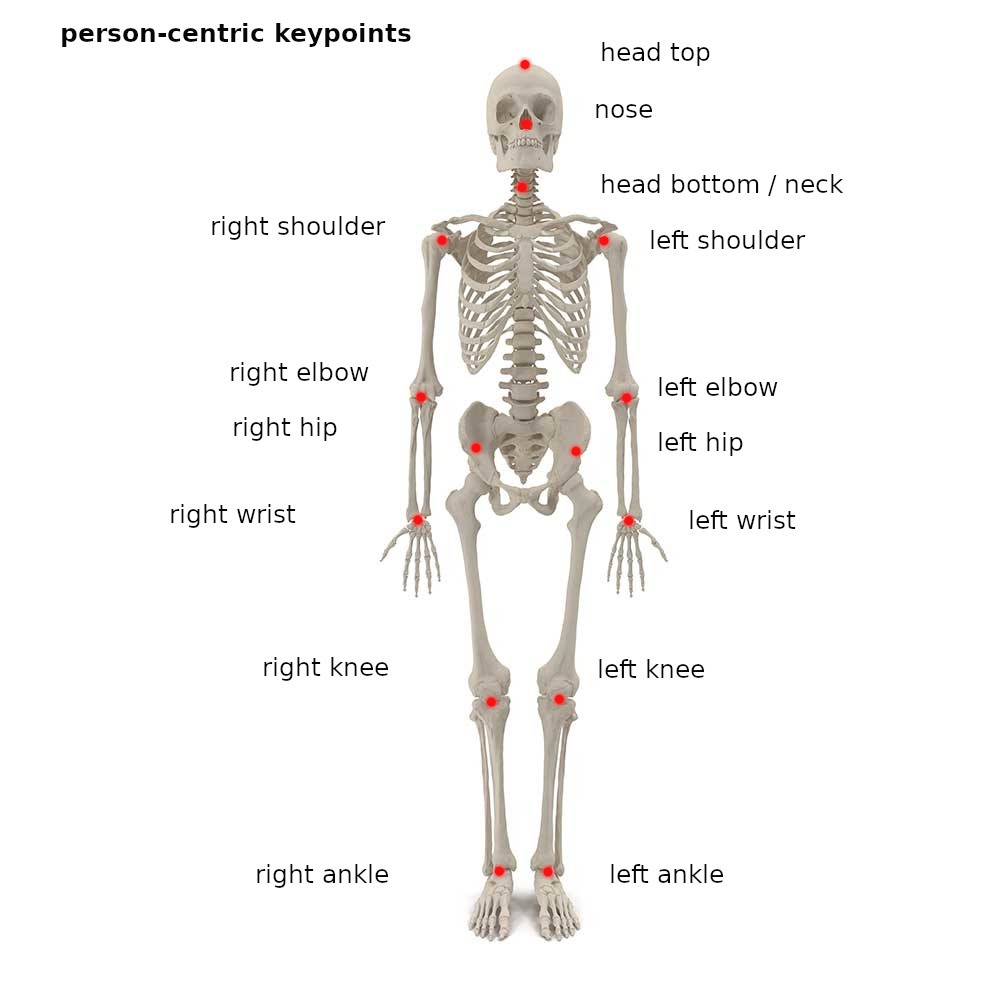 person-centric keypoints
head top
nose
head bottom / neck
right shoulder
left shoulder
right elbow
left elbow
right hip
left hip
right wrist
left wrist
right knee
left knee
right ankle
left ankle